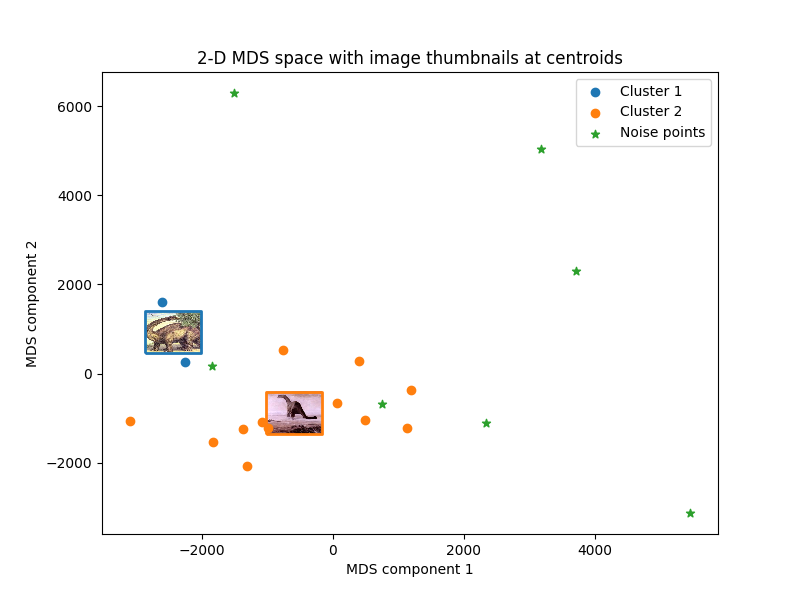 2-D MDS space with image thumbnails at centroids
Cluster 1
Cluster 2
Noise points
6000
4000
2000
0
−2000
MDS component 2
−2000 0 2000 4000
MDS component 1